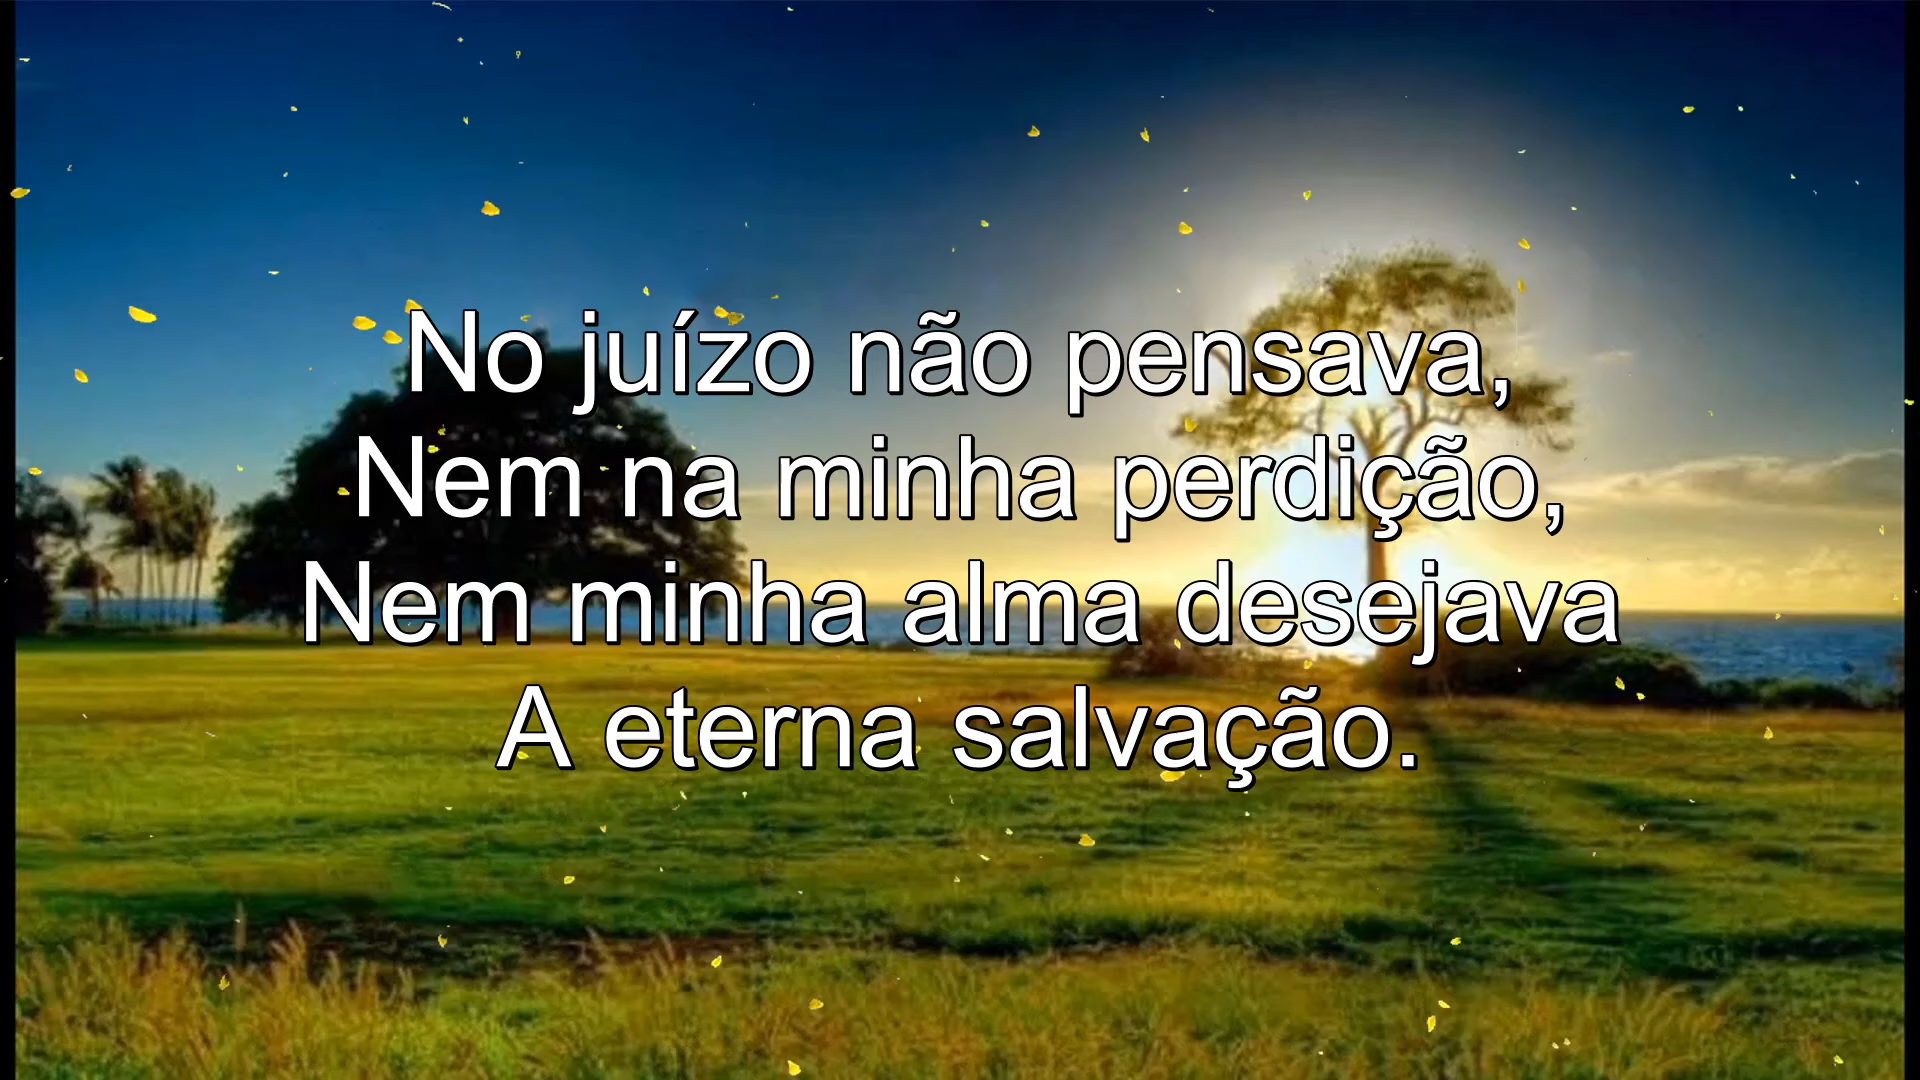 No juízo não pensava,
Nem na minha perdição,
Nem minha alma desejava
A eterna salvação.